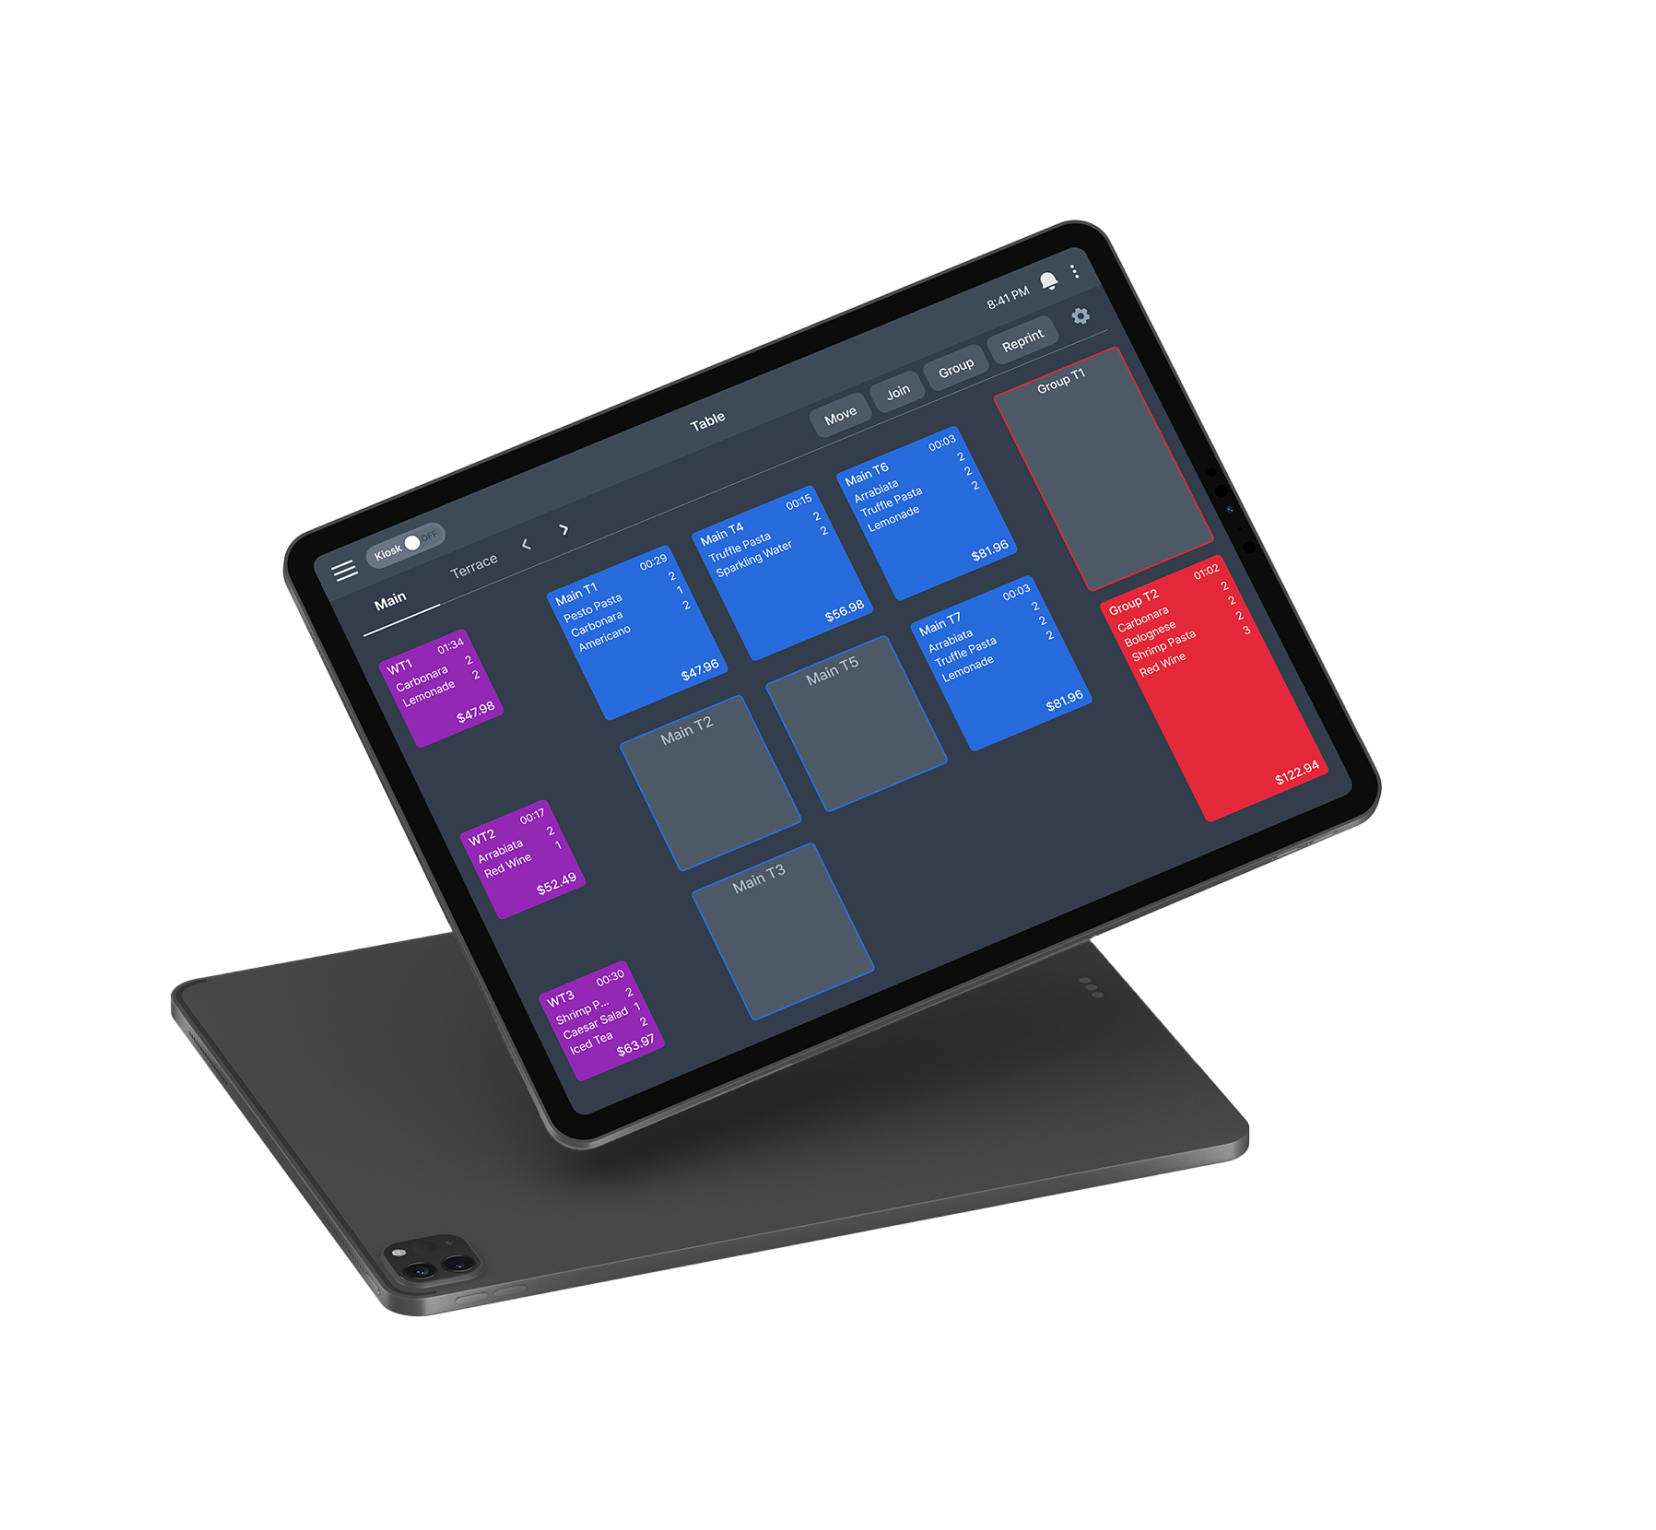 8:41 PM
Kiosk OFF
Table
Main
Terrace
Move
Join
Group
Reprint
WT1 01:34
Carbonara 2
Lemonade 2
$47.98
WT2 00:17
Arrabiata 2
Red Wine 1
$52.49
WT3 00:30
Shrimp P... 2
Caesar Salad 1
Iced Tea 2
$63.97
Main T1 00:29
Pesto Pasta 2
Carbonara 1
Americano 2
$47.96
Main T2
Main T3
Main T4 00:15
Truffle Pasta 2
Sparkling Water 2
$56.98
Main T5
Main T6 00:03
Arrabiata 2
Truffle Pasta 2
Lemonade 2
$81.96
Main T7 00:03
Arrabiata 2
Truffle Pasta 2
Lemonade 2
$81.96
Group T1
Group T2 01:02
Carbonara 2
Bolognese 2
Shrimp Pasta 2
Red Wine 3
$122.94